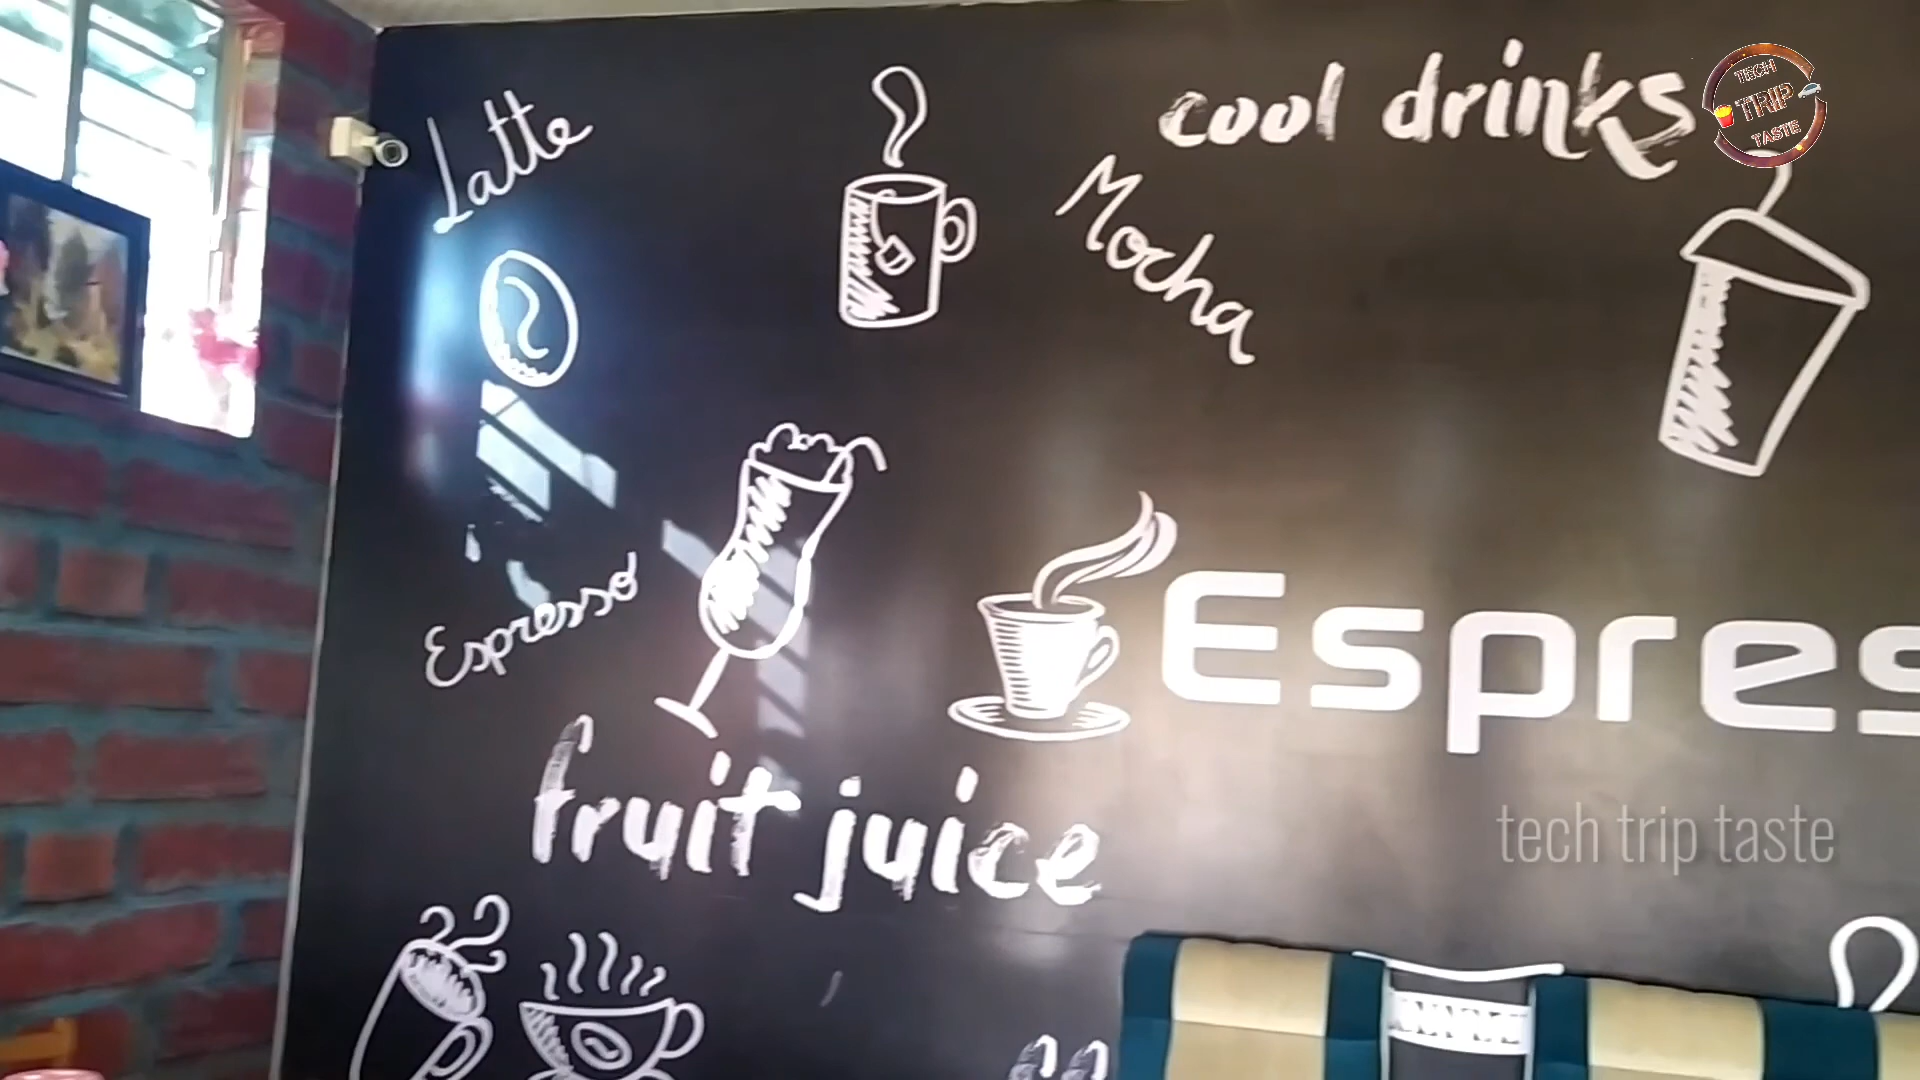 Latte
cool drinks
TECH
TRIP
TASTE
Mocha
Espresso
Espres
fruit juice
tech trip taste